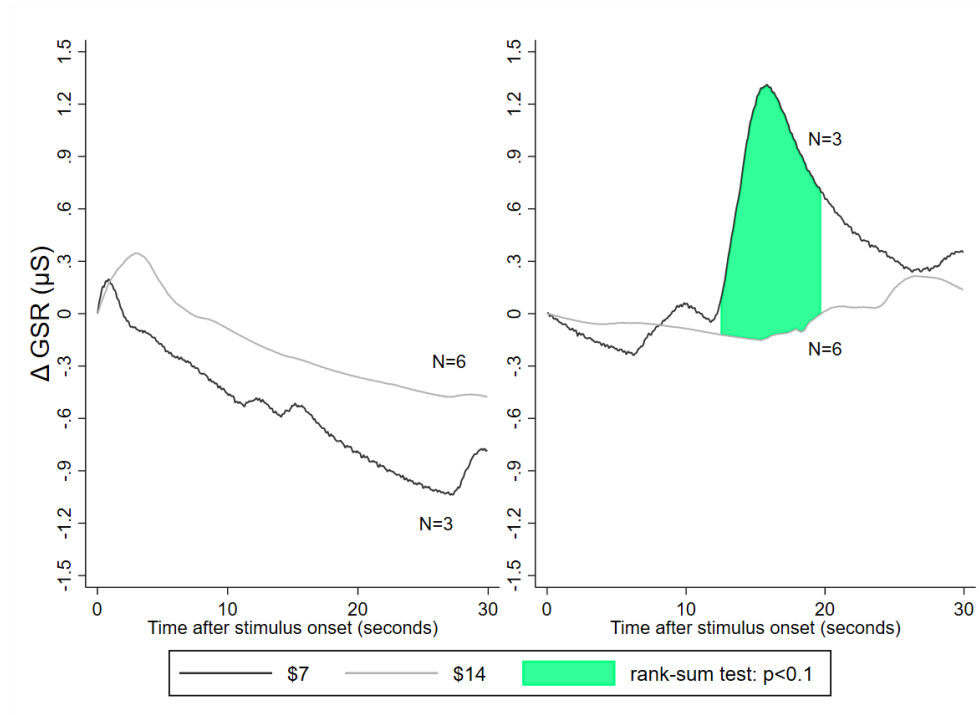 Δ GSR (µS)
1.5
1.2
.9
.6
.3
0
-.3
-.6
-.9
-1.2
-1.5
N=6
N=3
0 10 20 30
Time after stimulus onset (seconds)
1.5
1.2
.9
.6
.3
0
-.3
-.6
-.9
-1.2
-1.5
N=3
N=6
0 10 20 30
Time after stimulus onset (seconds)
$7 $14 rank-sum test: p<0.1